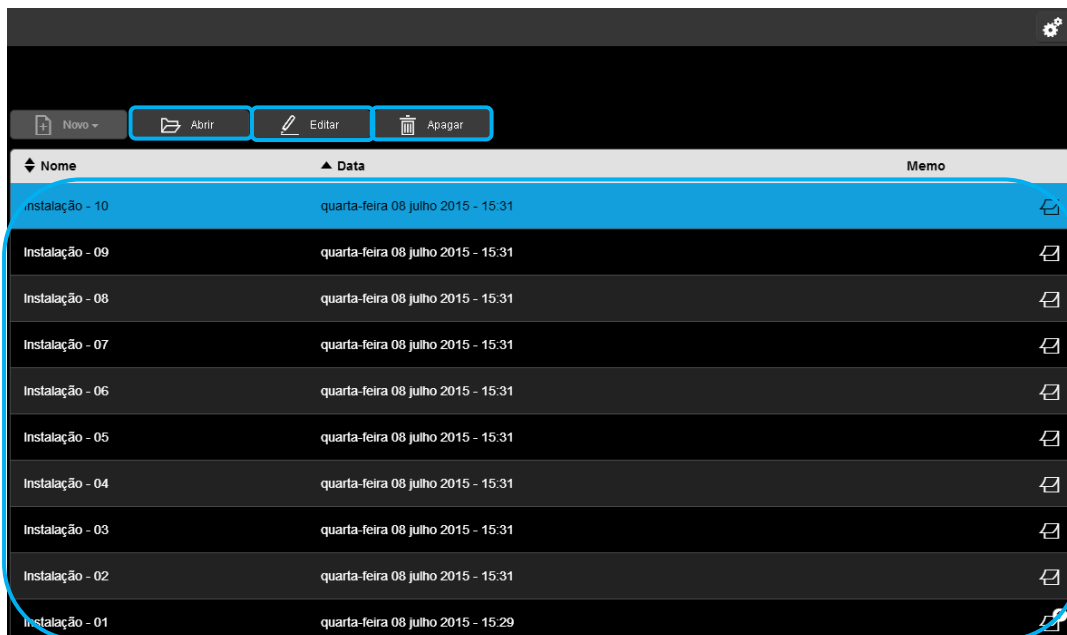 Novo Abrir Editar Apagar
Nome Data Memo
Instalação - 10 quarta-feira 08 julho 2015 - 15:31
Instalação - 09 quarta-feira 08 julho 2015 - 15:31
Instalação - 08 quarta-feira 08 julho 2015 - 15:31
Instalação - 07 quarta-feira 08 julho 2015 - 15:31
Instalação - 06 quarta-feira 08 julho 2015 - 15:31
Instalação - 05 quarta-feira 08 julho 2015 - 15:31
Instalação - 04 quarta-feira 08 julho 2015 - 15:31
Instalação - 03 quarta-feira 08 julho 2015 - 15:31
Instalação - 02 quarta-feira 08 julho 2015 - 15:31
Instalação - 01 quarta-feira 08 julho 2015 - 15:29